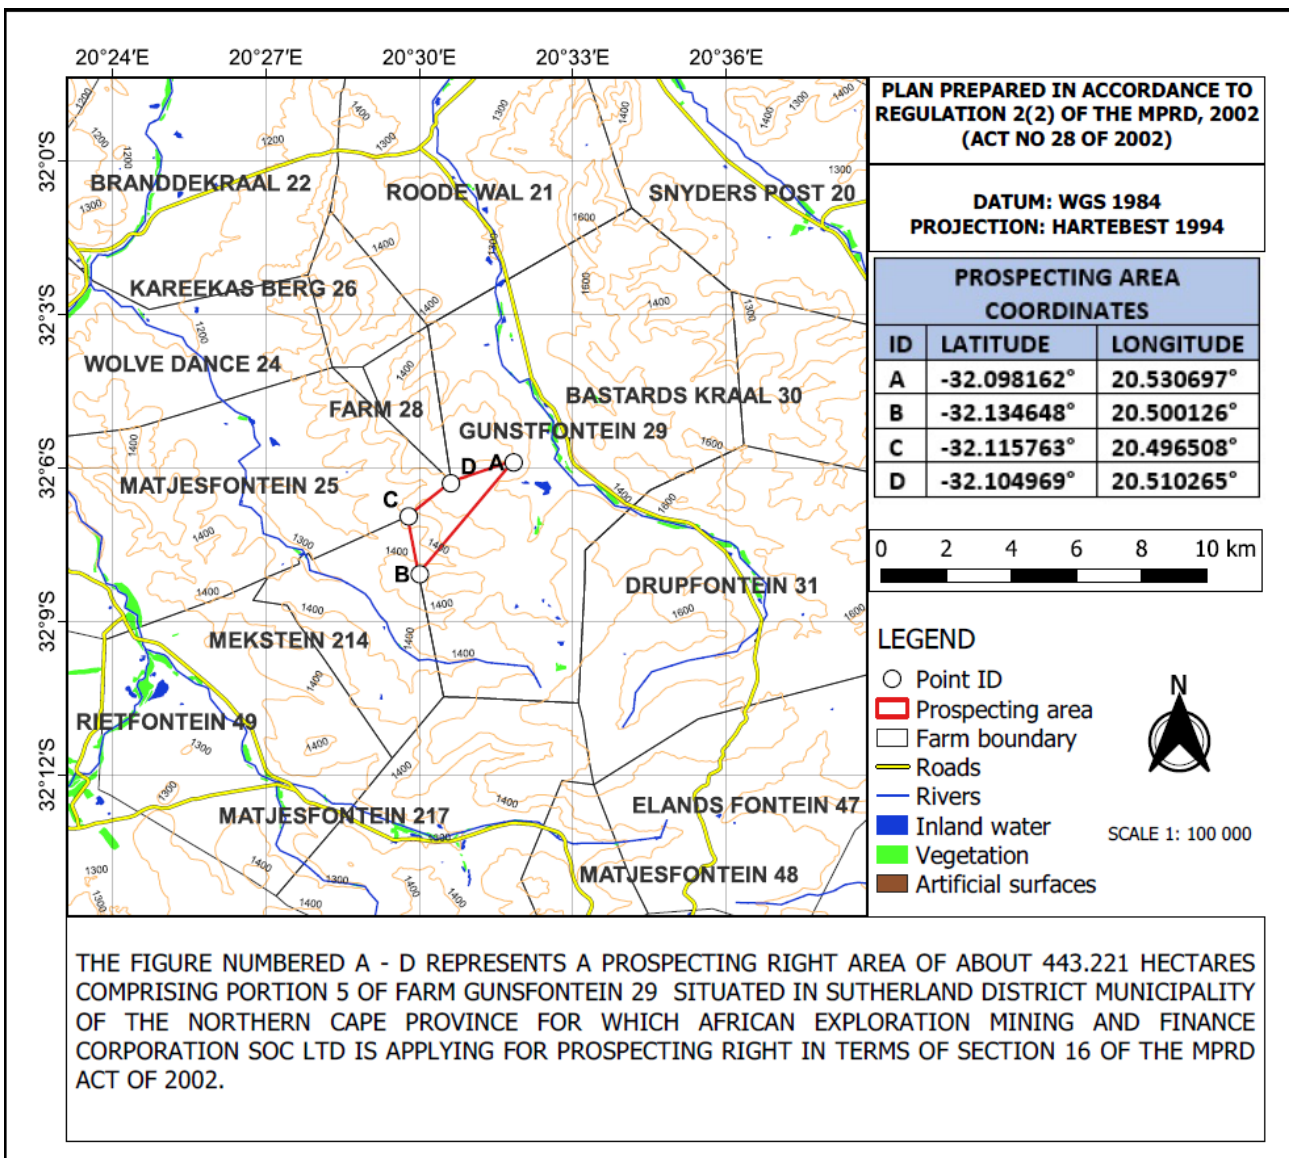 20°24'E 20°27'E 20°30'E 20°33'E 20°36'E
32°0'S
32°3'S
32°6'S
32°9'S
32°12'S
BRANDDEKRAAL 22
ROODE WAL 21
SNYDERS POST 20
KAREEKAS BERG 26
WOLVE DANCE 24
FARM 28
BASTARDS KRAAL 30
GUNSTFONTEIN 29
MATJESFONTEIN 25
A
D
C
B
DRUPFONTEIN 31
MEKSTEIN 214
RIETFONTEIN 49
MATJESFONTEIN 217
ELANDS FONTEIN 47
MATJESFONTEIN 48
PLAN PREPARED IN ACCORDANCE TO
REGULATION 2(2) OF THE MPRD, 2002
(ACT NO 28 OF 2002)
DATUM: WGS 1984
PROJECTION: HARTEBEST 1994
PROSPECTING AREA
COORDINATES
ID LATITUDE LONGITUDE
A -32.098162° 20.530697°
B -32.134648° 20.500126°
C -32.115763° 20.496508°
D -32.104969° 20.510265°
0 2 4 6 8 10 km
LEGEND
Point ID
Prospecting area
Farm boundary
Roads
Rivers
Inland water
Vegetation
Artificial surfaces
N
SCALE 1: 100 000
THE FIGURE NUMBERED A - D REPRESENTS A PROSPECTING RIGHT AREA OF ABOUT 443.221 HECTARES
COMPRISING PORTION 5 OF FARM GUNSFONTEIN 29 SITUATED IN SUTHERLAND DISTRICT MUNICIPALITY
OF THE NORTHERN CAPE PROVINCE FOR WHICH AFRICAN EXPLORATION MINING AND FINANCE
CORPORATION SOC LTD IS APPLYING FOR PROSPECTING RIGHT IN TERMS OF SECTION 16 OF THE MPRD
ACT OF 2002.